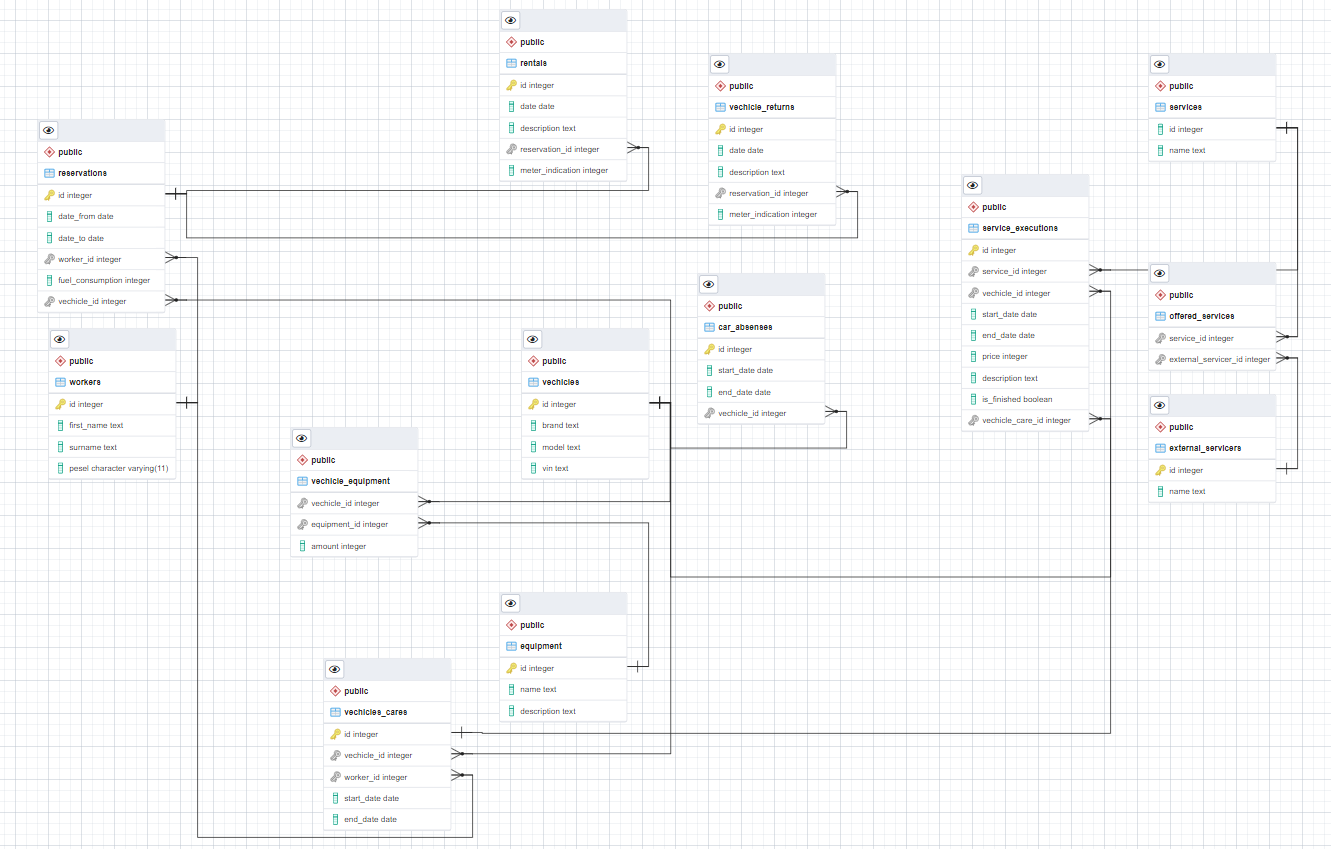 public
rentals
id integer
date date
description text
reservation_id integer
meter_indication integer
public
vechicle_returns
id integer
date date
description text
reservation_id integer
meter_indication integer
public
services
id integer
name text
public
reservations
id integer
date_from date
date_to date
worker_id integer
fuel_consumption integer
vechicle_id integer
public
service_executions
id integer
service_id integer
vechicle_id integer
start_date date
end_date date
price integer
description text
is_finished boolean
vechicle_care_id integer
public
offered_services
service_id integer
external_servicer_id integer
public
car_absenses
id integer
start_date date
end_date date
vechicle_id integer
public
workers
id integer
first_name text
surname text
pesel character varying(11)
public
vechicles
id integer
brand text
model text
vin text
public
external_servicers
id integer
name text
public
vechicle_equipment
vechicle_id integer
equipment_id integer
amount integer
public
equipment
id integer
name text
description text
public
vechicles_cares
id integer
vechicle_id integer
worker_id integer
start_date date
end_date date